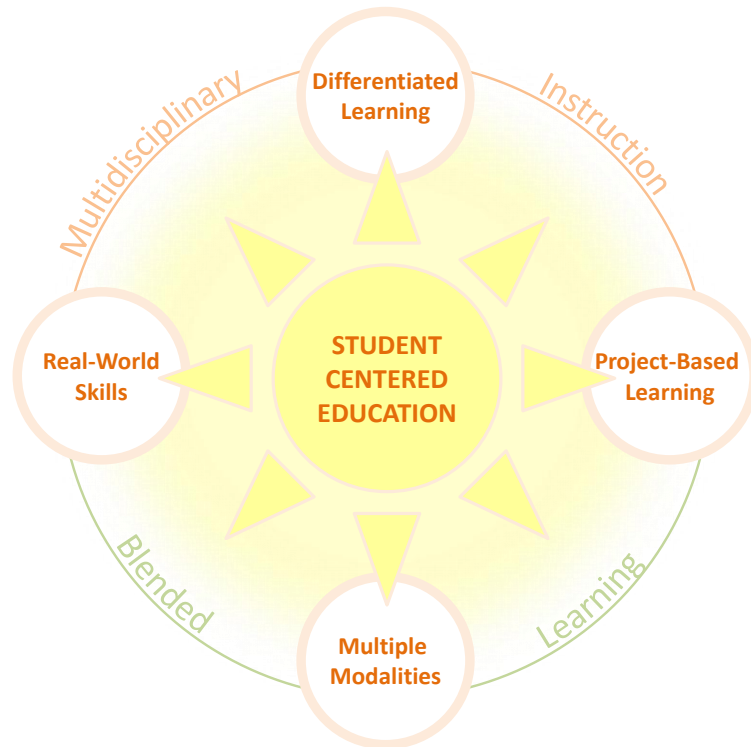 Differentiated
Learning
Multidisciplinary
Instruction
Real-World
Skills
STUDENT
CENTERED
EDUCATION
Project-Based
Learning
Blended
Learning
Multiple
Modalities